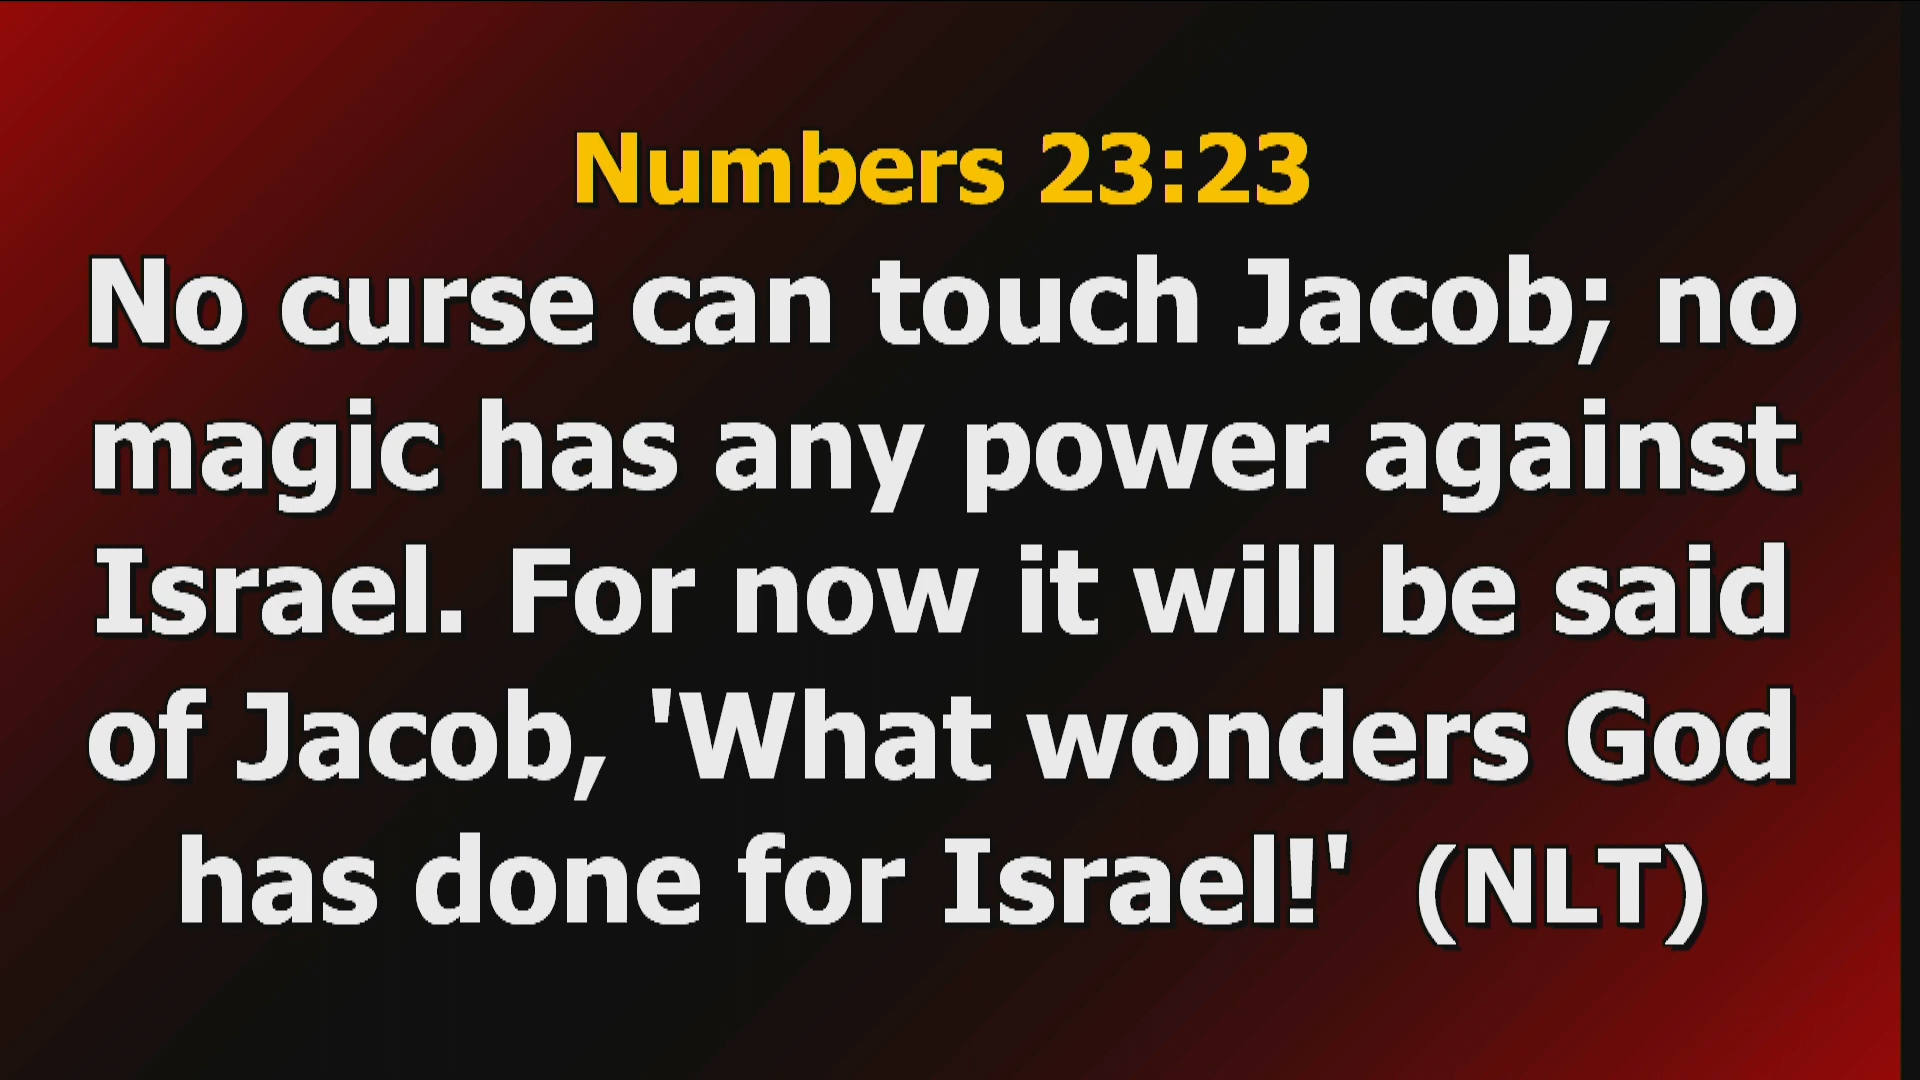 Numbers 23:23
No curse can touch Jacob; no
magic has any power against
Israel. For now it will be said
of Jacob, 'What wonders God
has done for Israel!' (NLT)